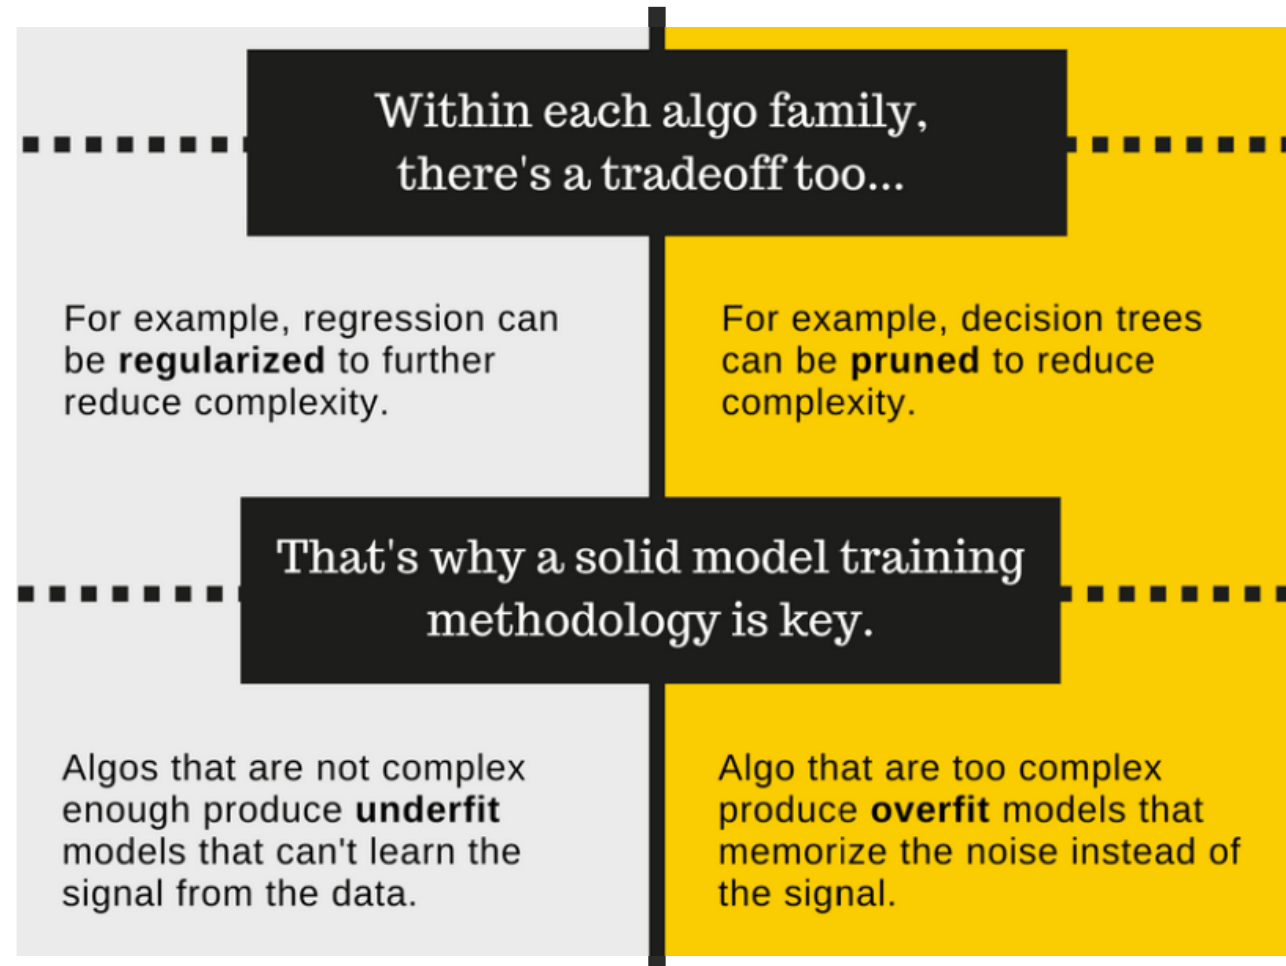 Within each algo family,
there's a tradeoff too...
For example, regression can
be regularized to further
reduce complexity.
For example, decision trees
can be pruned to reduce
complexity.
That's why a solid model training
methodology is key.
Algos that are not complex
enough produce underfit
models that can't learn the
signal from the data.
Algo that are too complex
produce overfit models that
memorize the noise instead of
the signal.